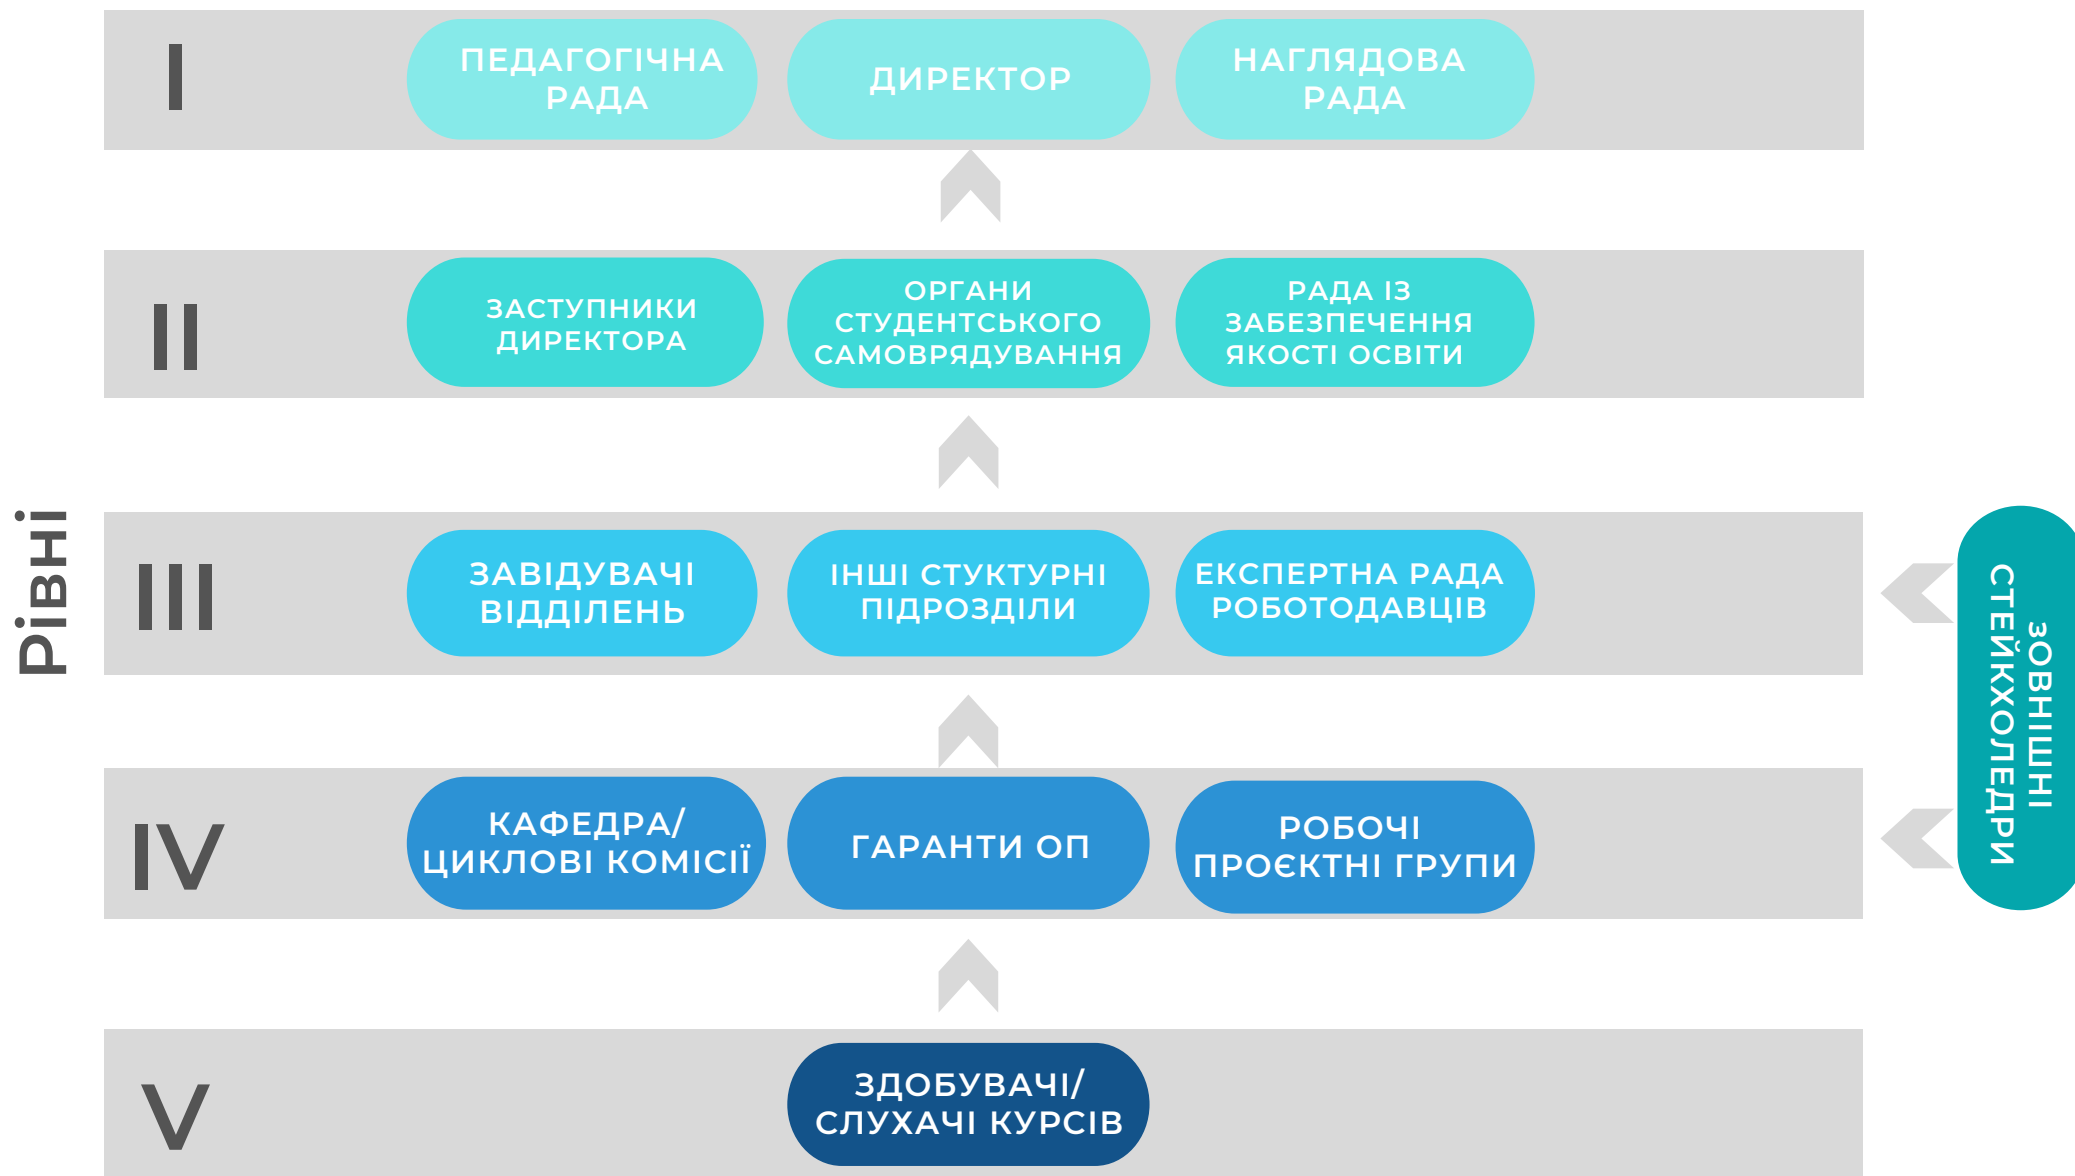 I
ПЕДАГОГІЧНА
РАДА
ДИРЕКТОР
НАГЛЯДОВА
РАДА
II
ЗАСТУПНИКИ
ДИРЕКТОРА
ОРГАНИ
СТУДЕНТСЬКОГО
САМОВРЯДУВАННЯ
РАДА ІЗ
ЗАБЕЗПЕЧЕННЯ
ЯКОСТІ ОСВІТИ
Рівні
III
ЗАВІДУВАЧІ
ВІДДІЛЕНЬ
ІНШІ СТУКТУРНІ
ПІДРОЗДІЛИ
ЕКСПЕРТНА РАДА
РОБОТОДАВЦІВ
ЗОВНІШНІ
СТЕЙКХОЛЕДРИ
IV
КАФЕДРА/
ЦИКЛОВІ КОМІСІЇ
ГАРАНТИ ОП
РОБОЧІ
ПРОЄКТНІ ГРУПИ
V
ЗДОБУВАЧІ/
СЛУХАЧІ КУРСІВ